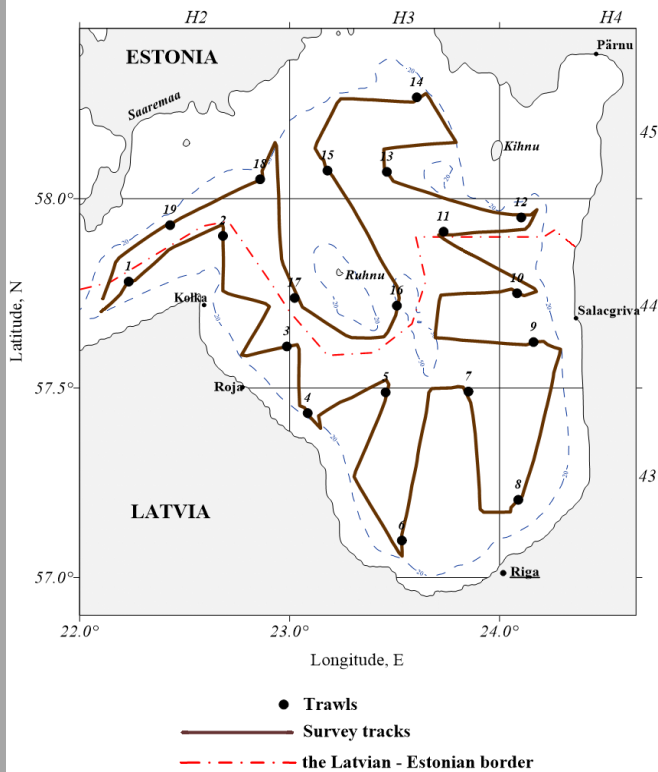 H2 H3 H4
ESTONIA
Pärnu
Saaremaa
14
45
Kihnu
15
13
18
58.0°
19
12
2
11
1
Ruhnu
10
17
16
Kolka
Salacgriva
44
9
3
57.5°
Roja
5
7
4
43
8
LATVIA
6
57.0°
Riga
22.0° 23.0° 24.0°
Latitude, N
Longitude, E
Trawls
Survey tracks
the Latvian - Estonian border